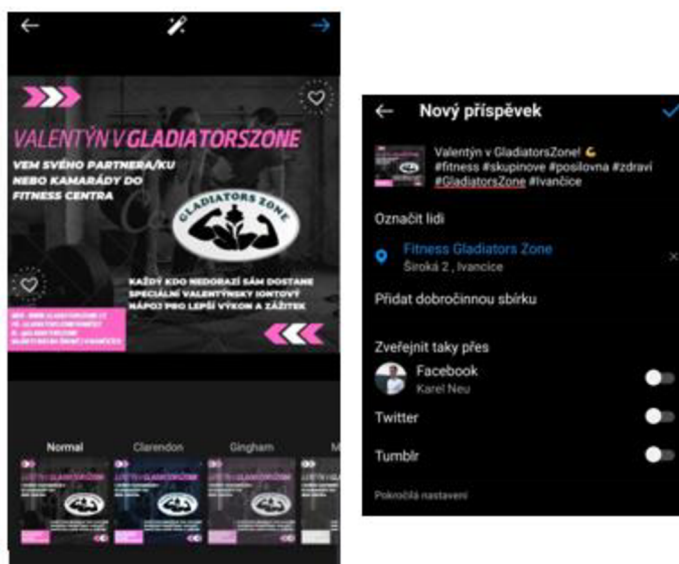 VALENTÝN V GLADIATORSZONE
VEM SVÉHO PARTNERA/KU
NEBO KAMARÁDY DO
FITNESS CENTRA
GLADIATORS ZONE
KAŽDÝ KDO NEDORAZÍ SÁM DOSTANE
SPECIÁLNÍ VALENTÝNSKY IONTOVÝ
NÁPOJ PRO LEPŠÍ VÝKON A ZÁŽITEK
Normal
Clarendon
Gingham
M
Nový příspěvek
Valentýn v GladiatorsZone! 💪
#fitness #skupinove #posilovna #zdraví
#GladiatorsZone #Ivančice
Označit lidi
Fitness Gladiators Zone
Široká 2 , Ivancice
Přidat dobročinnou sbírku
Zveřejnit taky přes
Facebook
Karel Neu
Twitter
Tumblr
Pokročilá nastavení